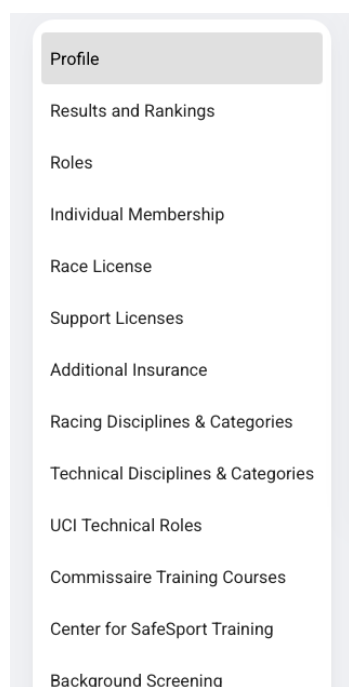 Profile
Results and Rankings
Roles
Individual Membership
Race License
Support Licenses
Additional Insurance
Racing Disciplines & Categories
Technical Disciplines & Categories
UCI Technical Roles
Commissaire Training Courses
Center for SafeSport Training
Background Screening